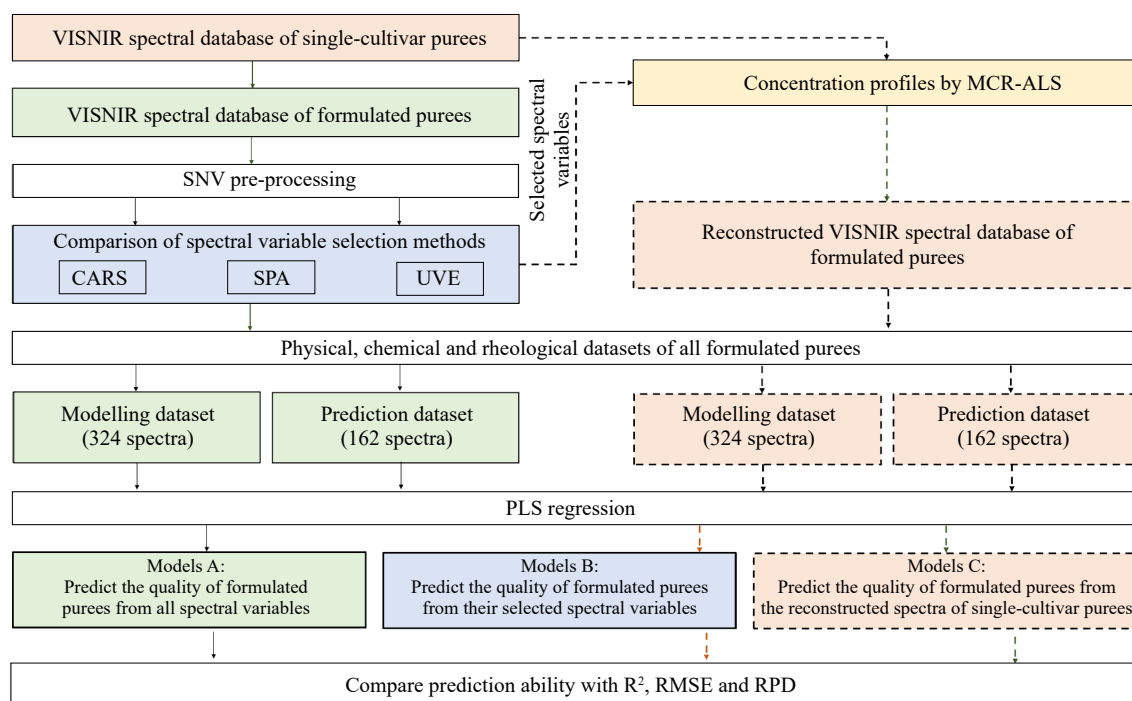 VISNIR spectral database of single-cultivar purees
VISNIR spectral database of formulated purees
SNV pre-processing
Comparison of spectral variable selection methods
CARS
SPA
UVE
Selected spectral
variables
Concentration profiles by MCR-ALS
Reconstructed VISNIR spectral database of
formulated purees
Physical, chemical and rheological datasets of all formulated purees
Modelling dataset
(324 spectra)
Prediction dataset
(162 spectra)
Modelling dataset
(324 spectra)
Prediction dataset
(162 spectra)
PLS regression
Models A:
Predict the quality of formulated
purees from all spectral variables
Models B:
Predict the quality of formulated purees
from their selected spectral variables
Models C:
Predict the quality of formulated purees from
the reconstructed spectra of single-cultivar purees
Compare prediction ability with R², RMSE and RPD